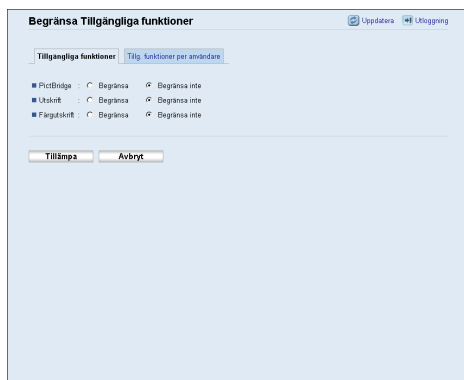 Begränsa Tillgängliga funktioner
Uppdatera Utloggning
Tillgängliga funktioner Tillg. funktioner per användare
PictBridge : Begränsa Begränsa inte
Utskrift : Begränsa Begränsa inte
Färgutskrift : Begränsa Begränsa inte
Tillämpa Avbryt